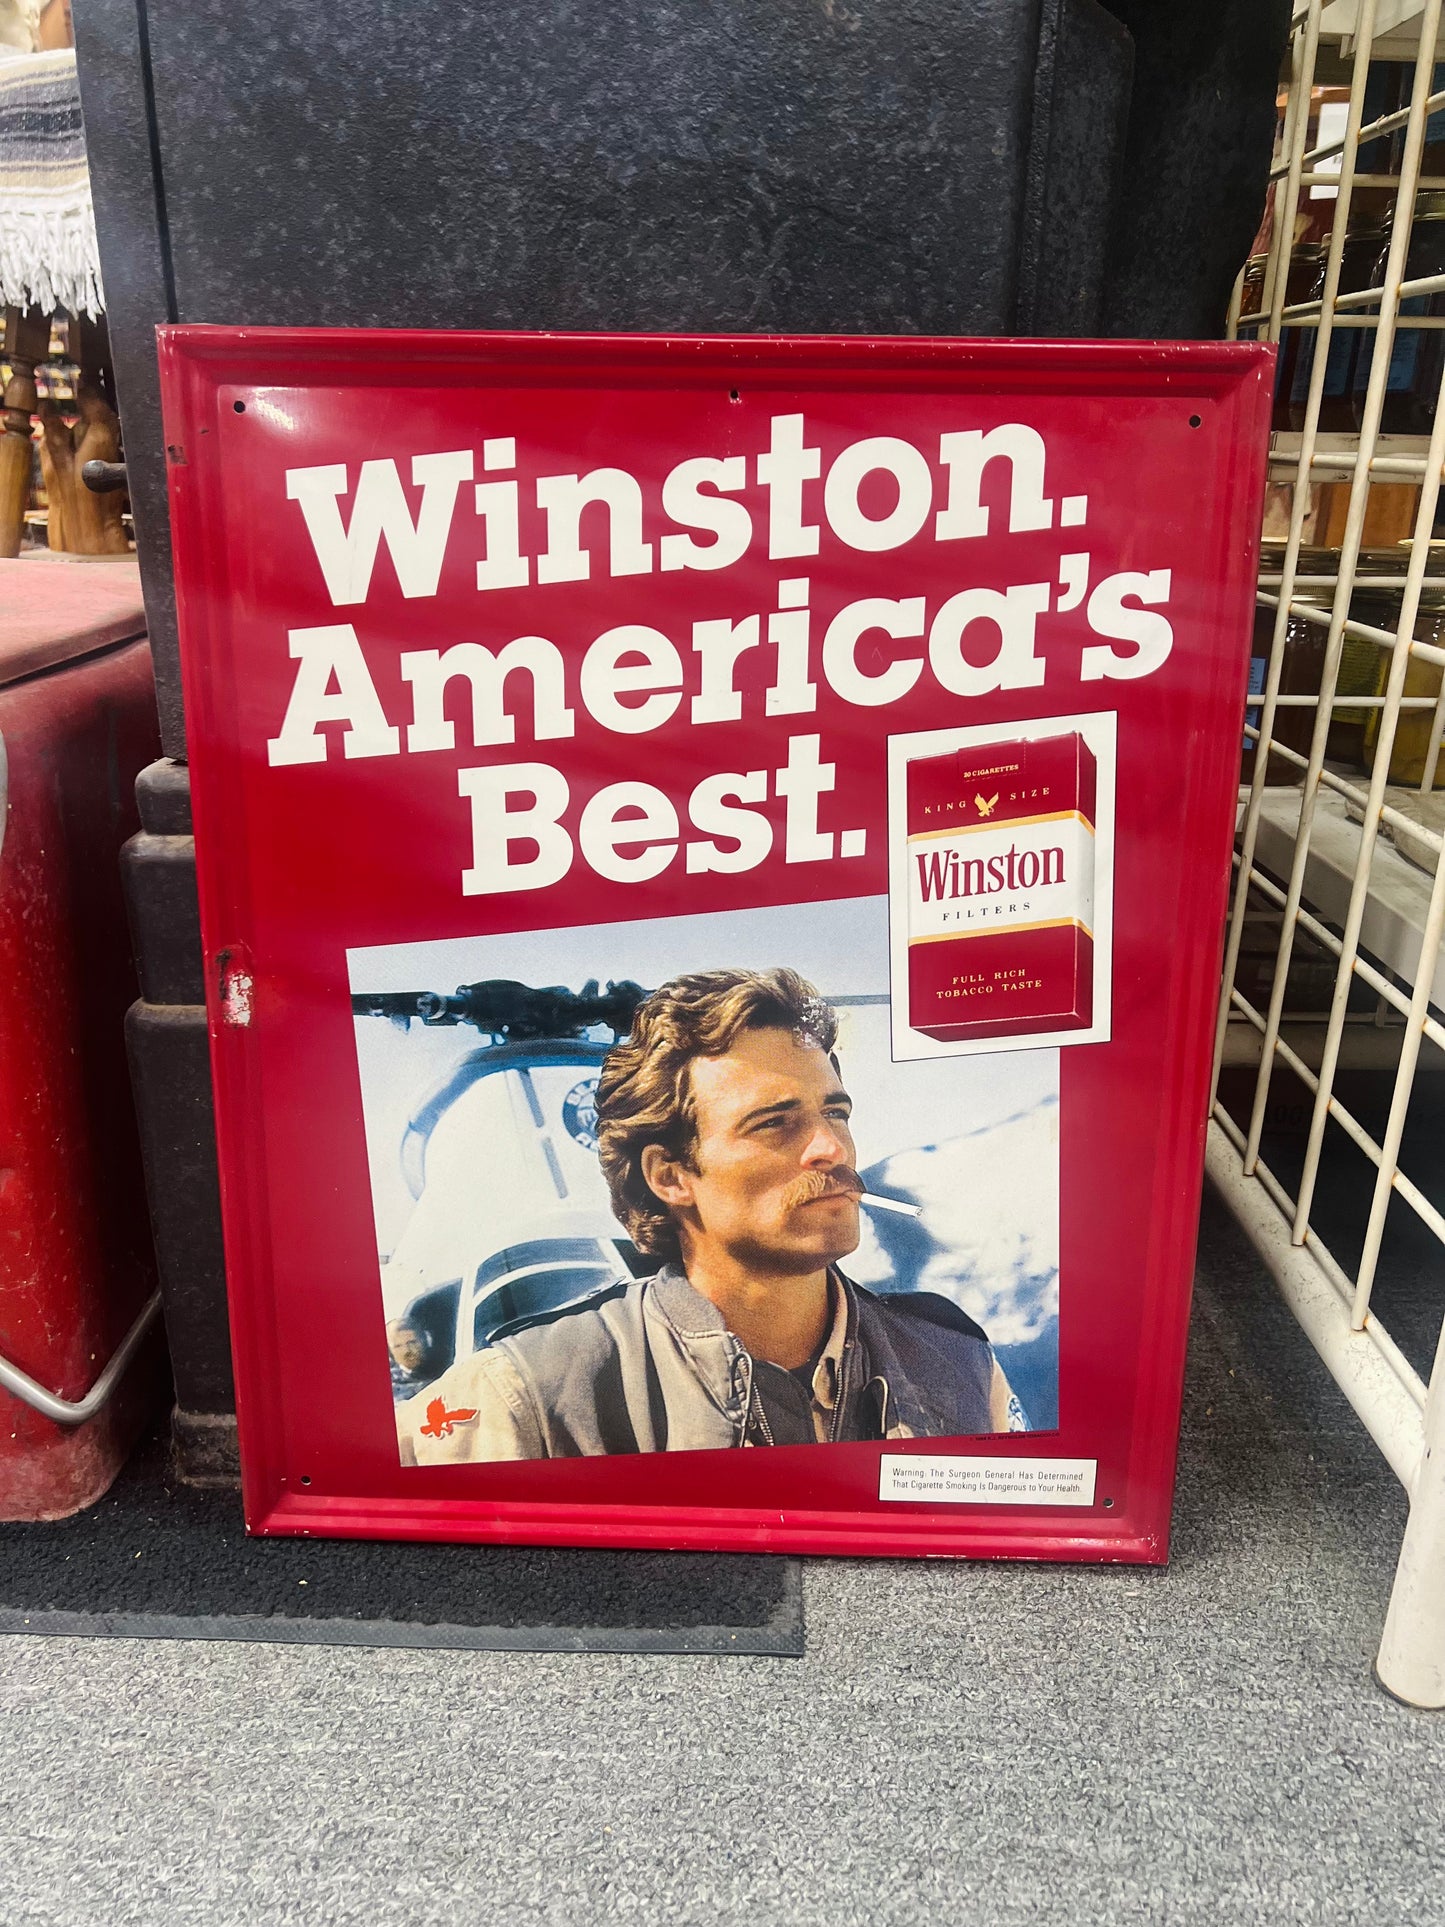 Winston.
America's
Best.
20 CIGARETTES
KING SIZE
Winston
FILTERS
FULL RICH
TOBACCO TASTE
Warning: The Surgeon General Has Determined
That Cigarette Smoking Is Dangerous to Your Health.